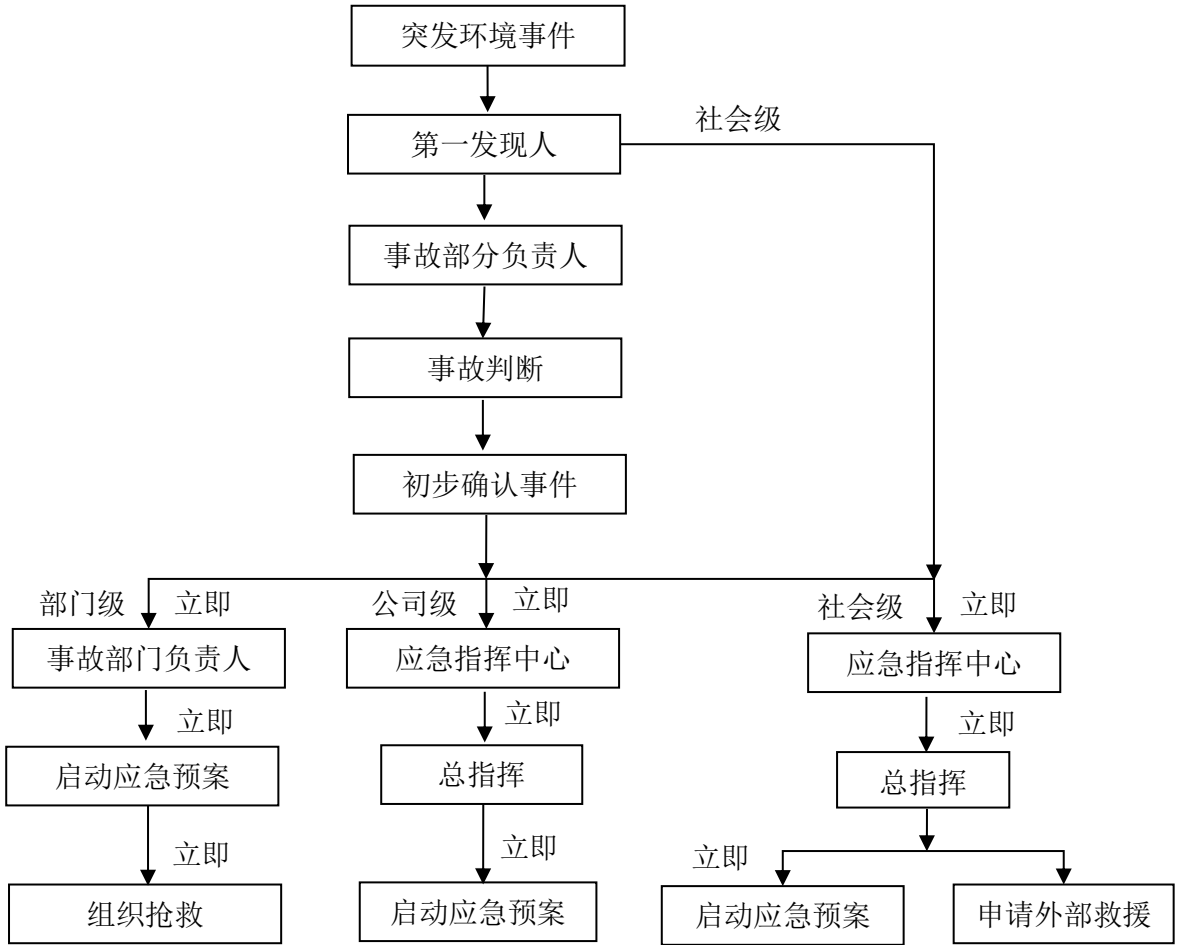 突发环境事件
社会级
第一发现人
事故部分负责人
事故判断
初步确认事件
部门级 立即 公司级 立即 社会级 立即
事故部门负责人 应急指挥中心 应急指挥中心
立即 立即 立即
启动应急预案 总指挥 总指挥
立即 立即 立即
组织抢救 启动应急预案 启动应急预案 申请外部救援